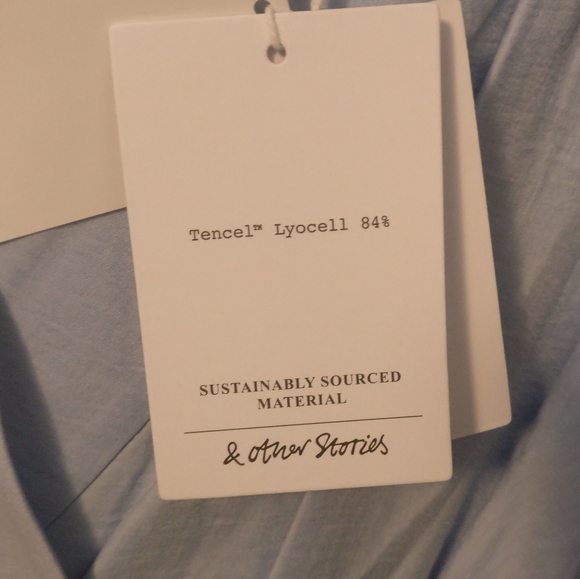 Tencel™ Lyocell 84%
SUSTAINABLY SOURCED
MATERIAL
& other Stories